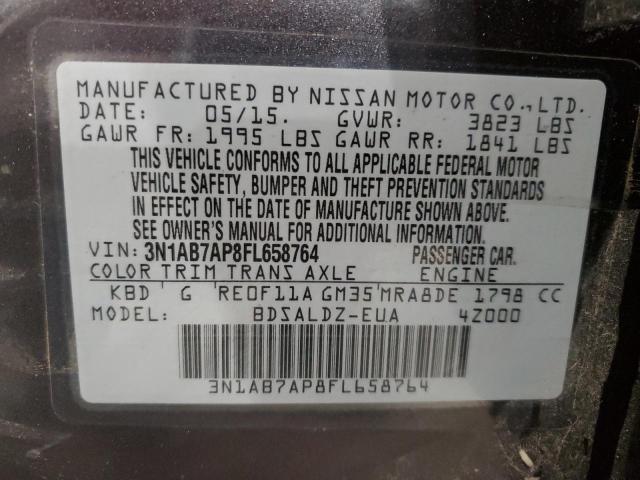 MANUFACTURED BY NISSAN MOTOR CO.,LTD.
DATE: 05/15. GVWR: 3823 LBS
GAWR FR: 1995 LBS GAWR RR: 1841 LBS
THIS VEHICLE CONFORMS TO ALL APPLICABLE FEDERAL MOTOR
VEHICLE SAFETY, BUMPER AND THEFT PREVENTION STANDARDS
IN EFFECT ON THE DATE OF MANUFACTURE SHOWN ABOVE.
SEE OWNER'S MANUAL FOR ADDITIONAL INFORMATION
VIN: 3N1AB7AP8FL658764 PASSENGER CAR.
COLOR TRIM TRANS AXLE ENGINE
KBD G RE0F11A GM35 MRA8DE 1798 CC
MODEL: BDSALDZ-EUA 4Z000
3N1AB7AP8FL658764